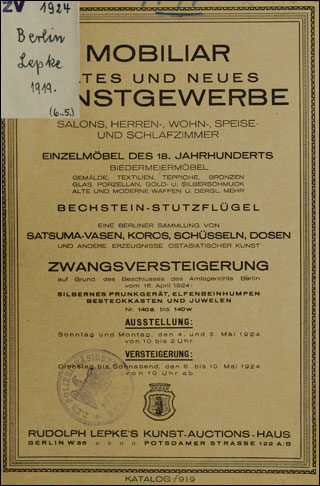 ZV 1924
Berlin
Lepke
1919.
(6.-5.)
MOBILIAR
ALTES UND NEUES
KUNSTGEWERBE
SALONS, HERREN-, WOHN-, SPEISE-
UND SCHLAFZIMMER
EINZELMÖBEL DES 18. JAHRHUNDERTS
BIEDERMEIERMÖBEL
GEMÄLDE, TEXTILIEN, TEPPICHE, BRONZEN
GLAS, PORZELLAN, GOLD- U. SILBERSCHMUCK
ALTE UND MODERNE WAFFEN U. DERGL. MEHR
BECHSTEIN-STUTZFLÜGEL
EINE BERLINER SAMMLUNG VON
SATSUMA-VASEN, KOROS, SCHÜSSELN, DOSEN
UND ANDERE ERZEUGNISSE OSTASIATISCHER KUNST
ZWANGSVERSTEIGERUNG
auf Grund des Beschlusses des Amtsgerichts Berlin
vom 16. April 1924:
SILBERNES PRUNKGERÄT, ELFENBEINHUMPEN
BESTECKKASTEN UND JUWELEN
Nr. 140a bis 140w
AUSSTELLUNG:
Sonntag und Montag, den 4. und 5. Mai 1924
von 10 bis 2 Uhr
VERSTEIGERUNG:
Dienstag bis Sonnabend, den 6. bis 10. Mai 1924
von 10 Uhr ab
RUDOLPH LEPKE'S KUNST-AUCTIONS-HAUS
BERLIN W 35 POTSDAMER STRASSE 122 A/B
KATALOG 1919